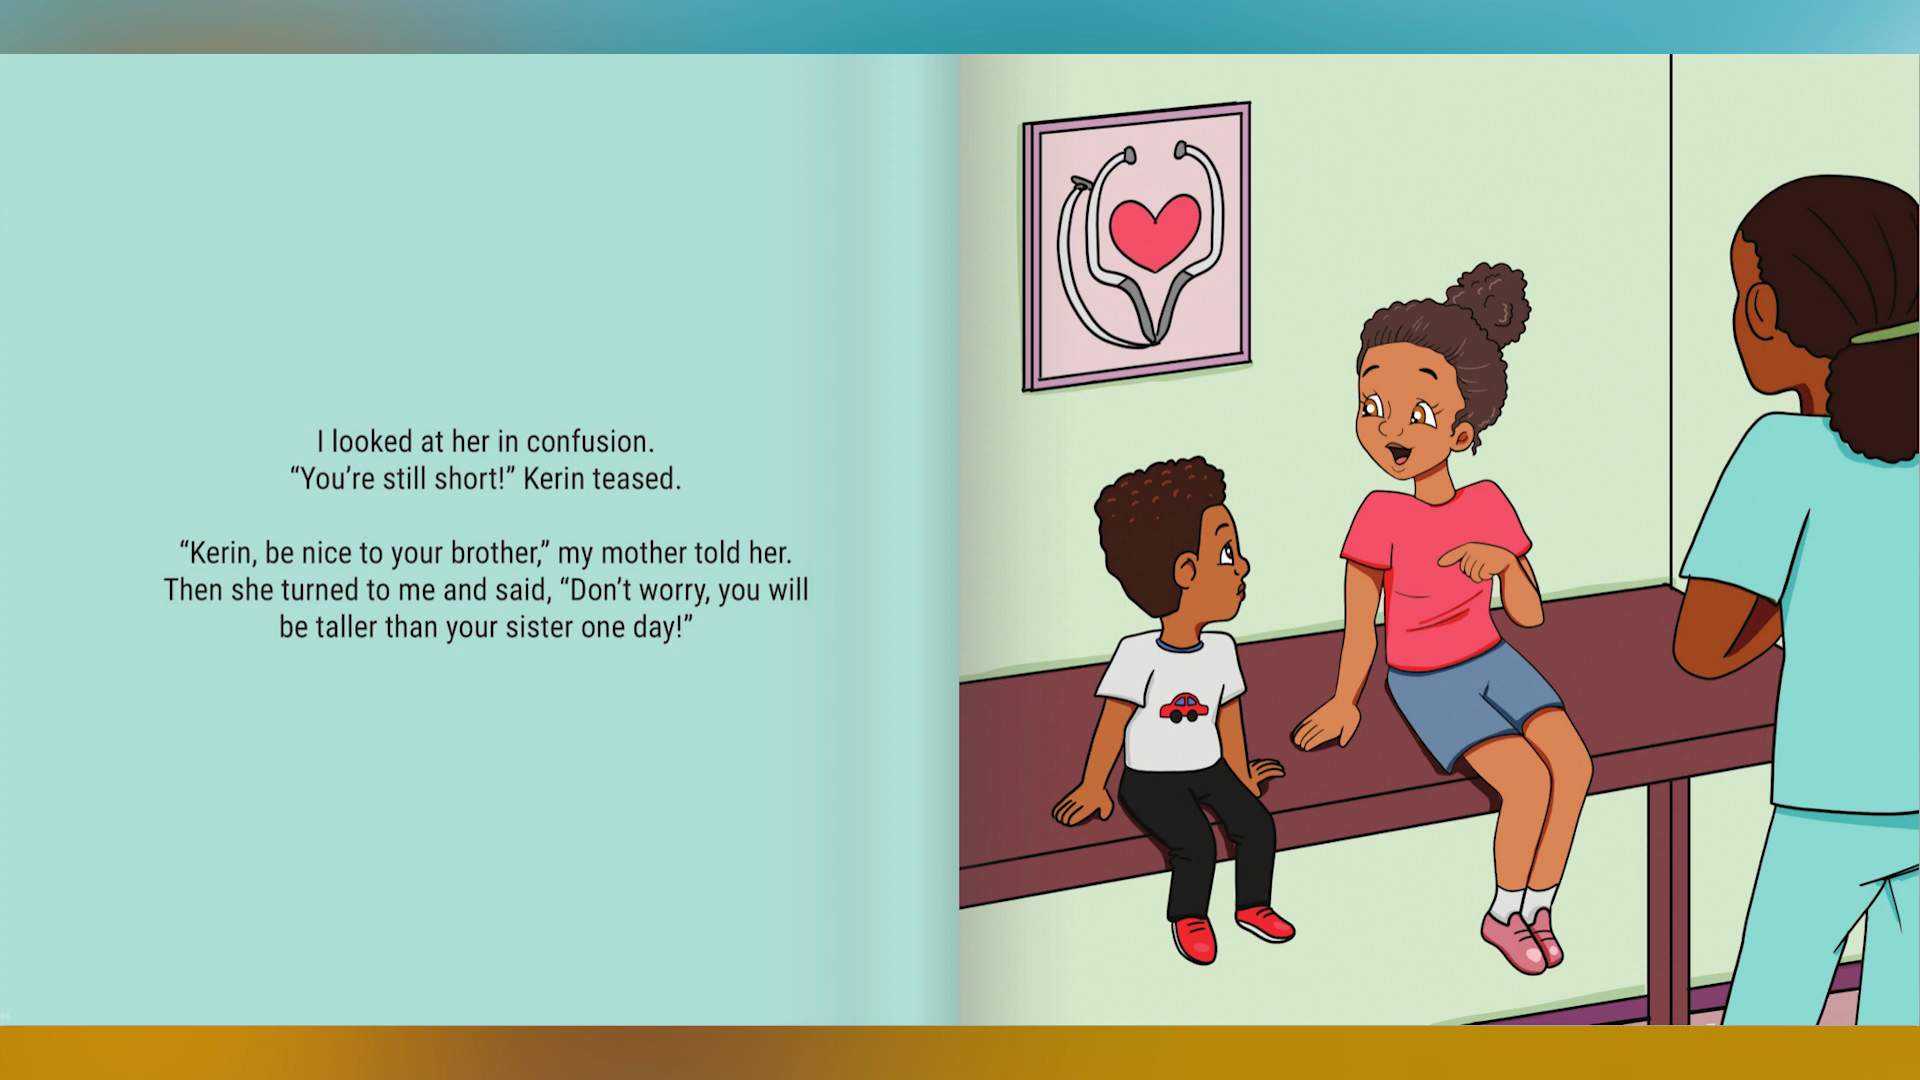 I looked at her in confusion.
“You’re still short!” Kerin teased.
“Kerin, be nice to your brother,” my mother told her.
Then she turned to me and said, “Don’t worry, you will
be taller than your sister one day!”